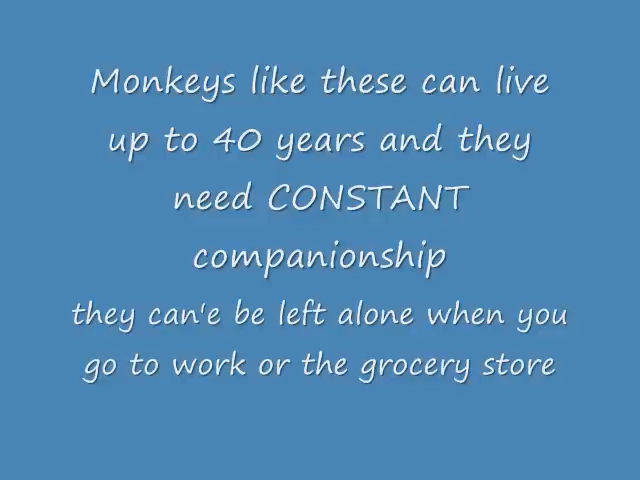 Monkeys like these can live
up to 40 years and they
need CONSTANT
companionship
they can'e be left alone when you
go to work or the grocery store